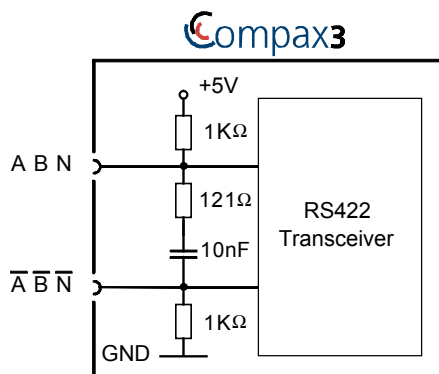 Compax3
+5V
1KΩ
A B N
121Ω
RS422
Transceiver
10nF
A̅ B̅ N̅
1KΩ
GND